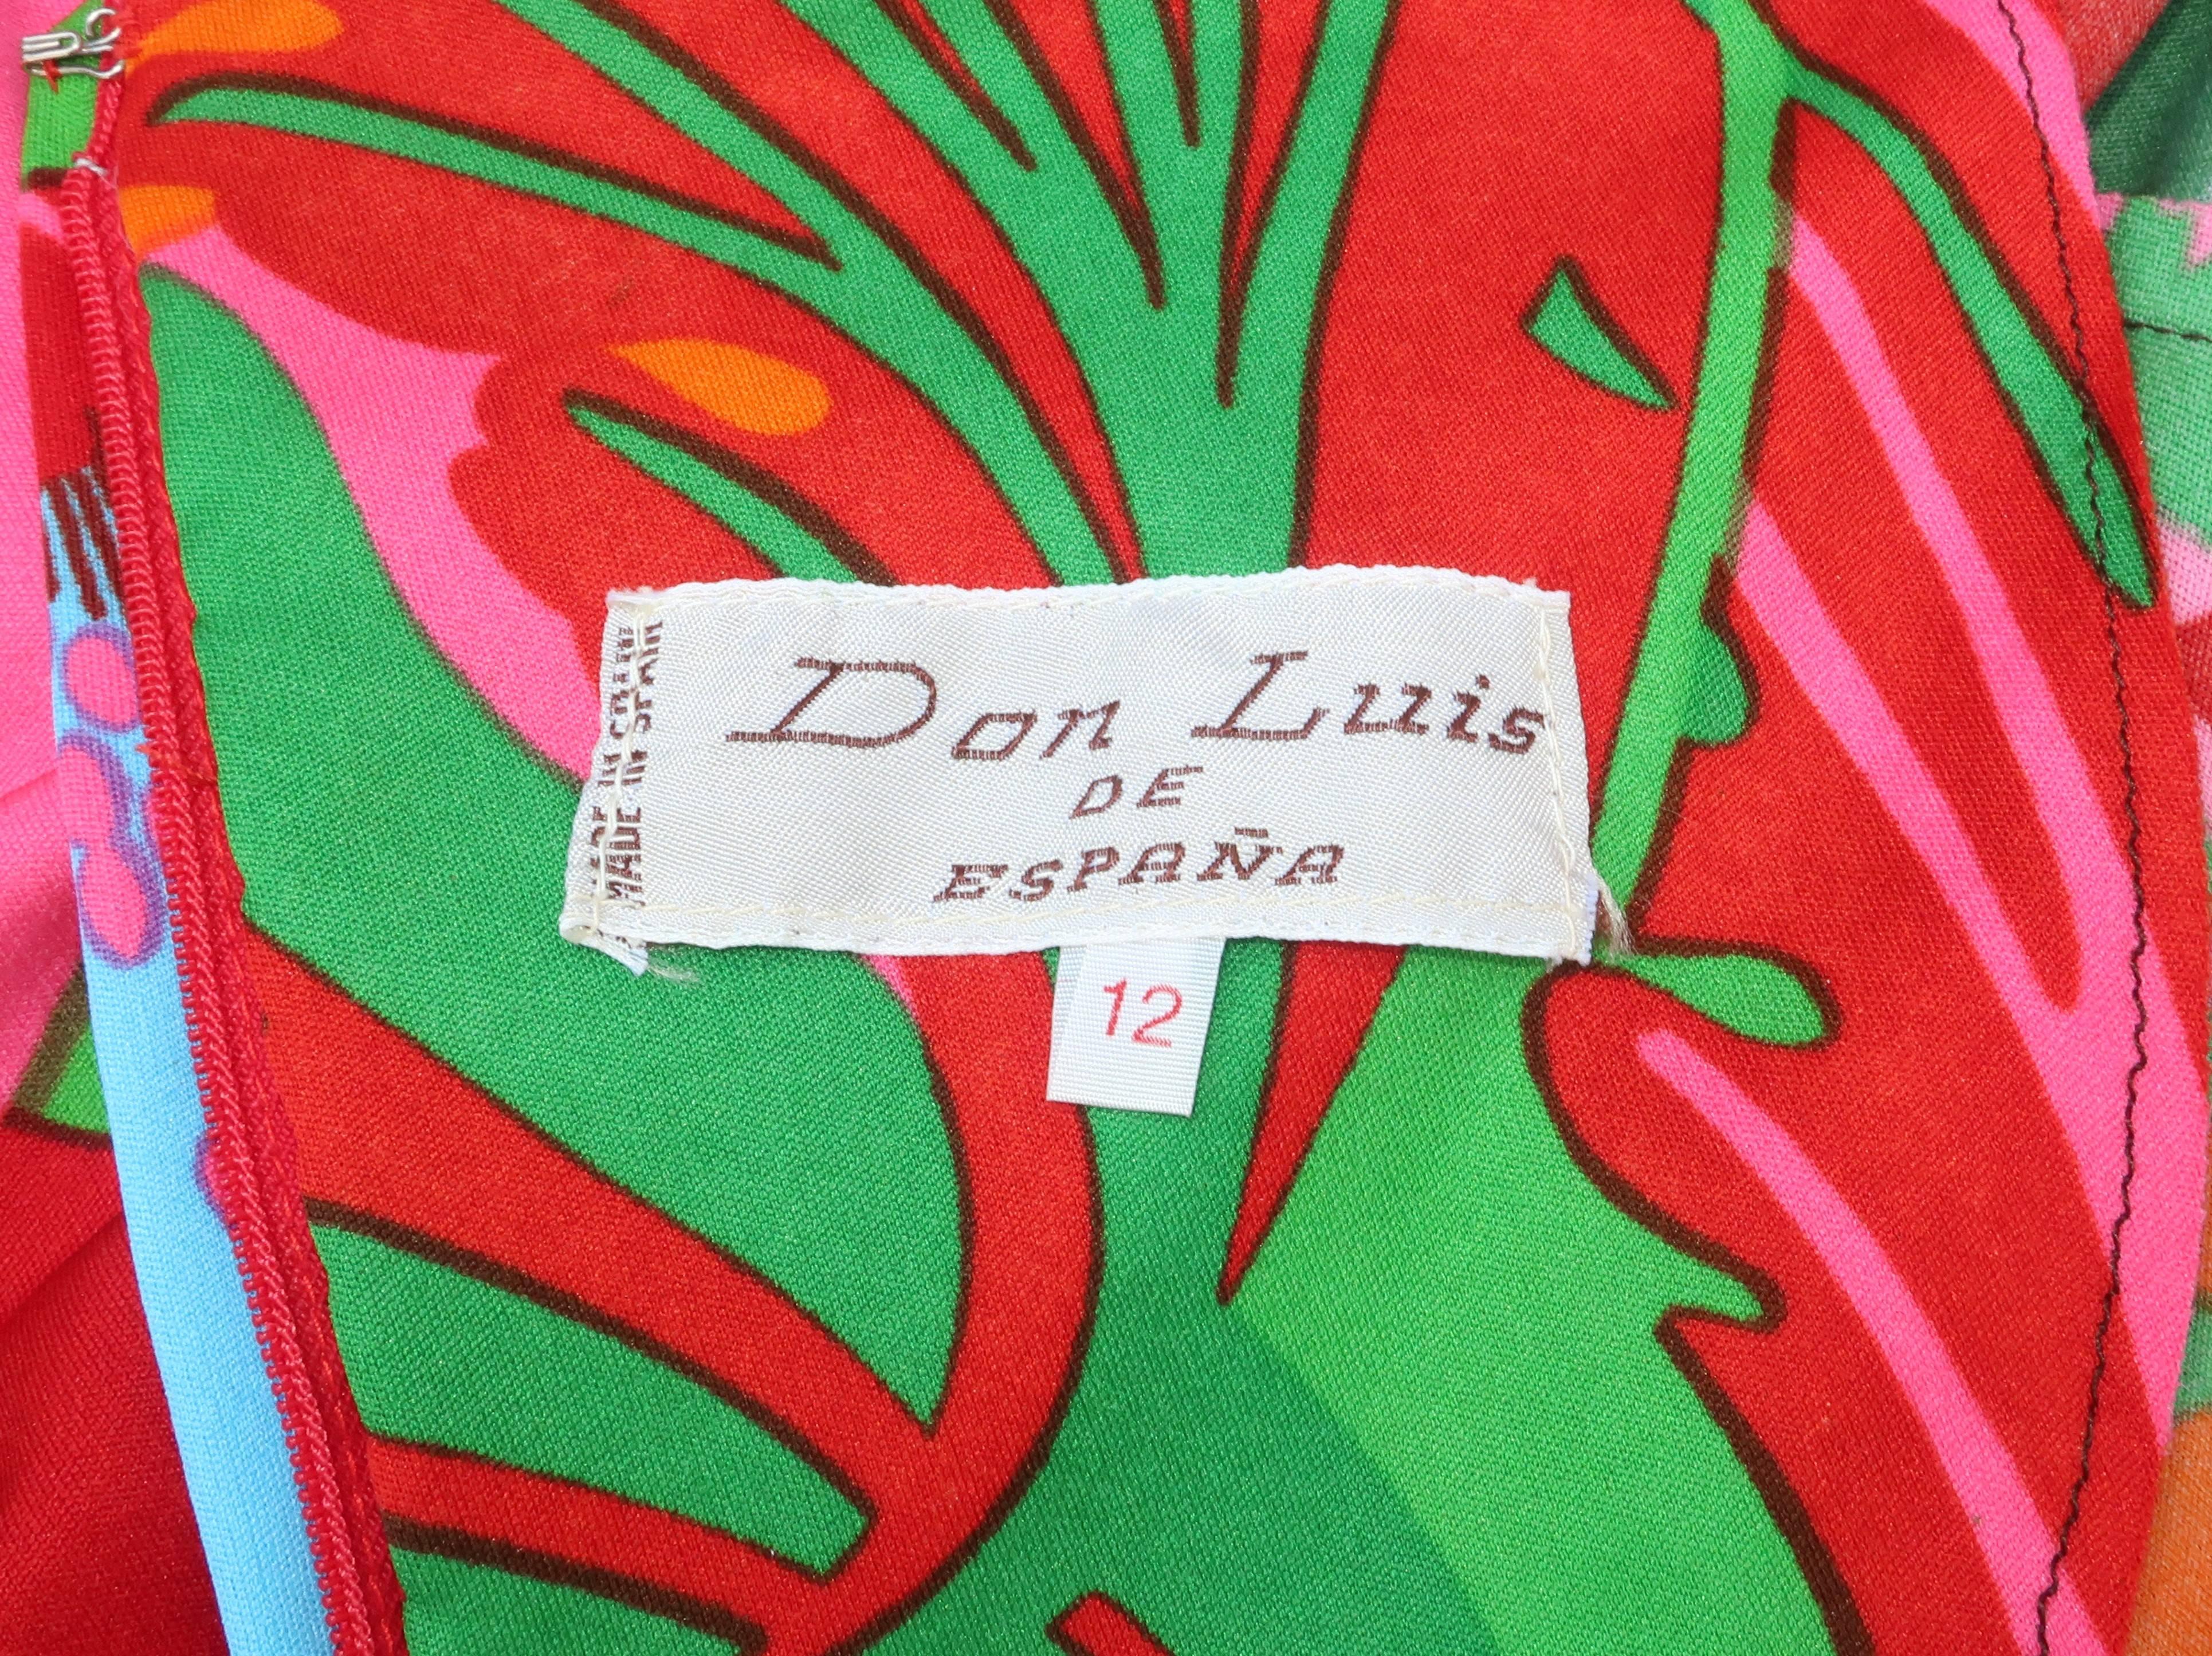 Don Luis
DE
ESPAÑA
MADE IN SPAIN
12